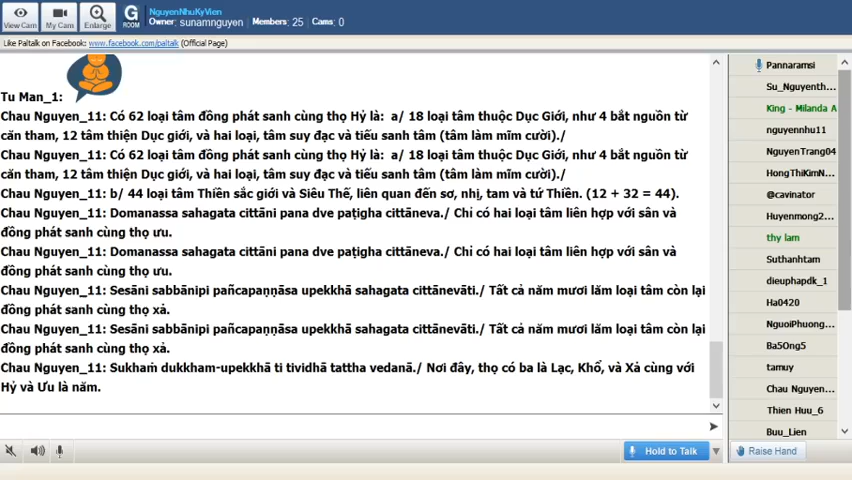 NguyenNhuKyVien
View Cam My Cam Enlarge G ROOM Owner: sunamnguyen Members: 25 Cams: 0
Like Paltalk on Facebook: www.facebook.com/paltalk (Official Page)
Tu Man_1:
Chau Nguyen_11: Có 62 loại tâm đồng phát sanh cùng thọ Hỷ là: a/ 18 loại tâm thuộc Dục Giới, như 4 bắt nguồn từ
căn tham, 12 tâm thiện Dục giới, và hai loại, tâm suy đạc và tiếu sanh tâm (tâm làm mĩm cười)./
Chau Nguyen_11: Có 62 loại tâm đồng phát sanh cùng thọ Hỷ là: a/ 18 loại tâm thuộc Dục Giới, như 4 bắt nguồn từ
căn tham, 12 tâm thiện Dục giới, và hai loại, tâm suy đạc và tiếu sanh tâm (tâm làm mĩm cười)./
Chau Nguyen_11: b/ 44 loại tâm Thiền sắc giới và Siêu Thế, liên quan đến sơ, nhị, tam và tứ Thiền. (12 + 32 = 44).
Chau Nguyen_11: Domanassa sahagata cittāni pana dve paṭigha cittāneva./ Chỉ có hai loại tâm liên hợp với sân và
đồng phát sanh cùng thọ ưu.
Chau Nguyen_11: Domanassa sahagata cittāni pana dve paṭigha cittāneva./ Chỉ có hai loại tâm liên hợp với sân và
đồng phát sanh cùng thọ ưu.
Chau Nguyen_11: Sesāni sabbānipi pañcapaṇṇāsa upekkhā sahagata cittānevāti./ Tất cả năm mươi lăm loại tâm còn lại
đồng phát sanh cùng thọ xả.
Chau Nguyen_11: Sesāni sabbānipi pañcapaṇṇāsa upekkhā sahagata cittānevāti./ Tất cả năm mươi lăm loại tâm còn lại
đồng phát sanh cùng thọ xả.
Chau Nguyen_11: Sukhaṁ dukkham-upekkhā ti tividhā tattha vedanā./ Nơi đây, thọ có ba là Lạc, Khổ, và Xả cùng với
Hỷ và Ưu là năm.
Pannaramsi
Su_Nguyenth...
King - Milanda A
nguyennhu11
NguyenTrang04
HongThiKimN...
@cavinator
Huyenmong2...
thy lam
Suthanhtam
dieuphapdk_1
Ha0420
NguoiPhuong...
Ba5Ong5
tamuy
Chau Nguyen...
Thien Huu_6
Buu_Lien
Hold to Talk
Raise Hand